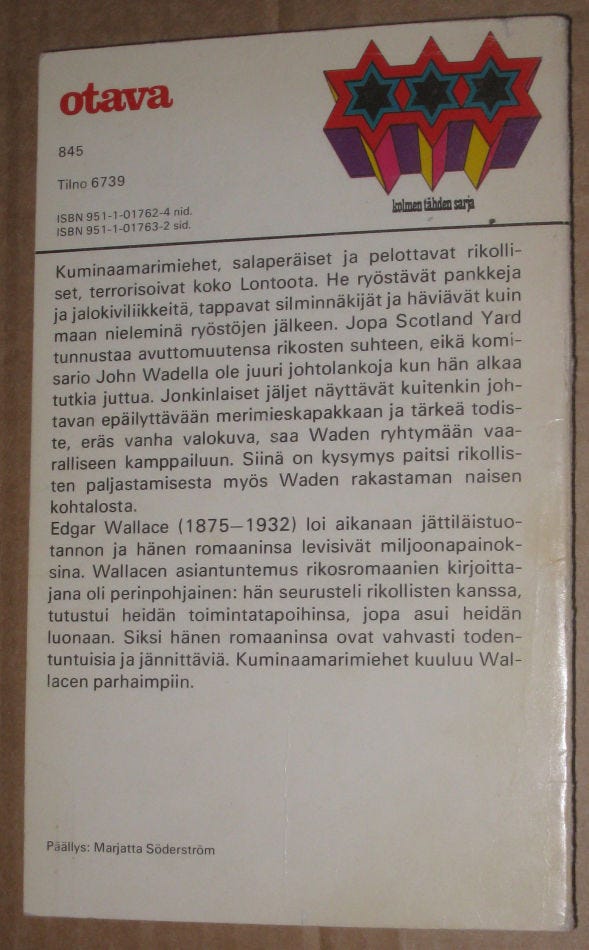 otava
845
Tilno 6739
ISBN 951-1-01762-4 nid.
ISBN 951-1-01763-2 sid.
kolmen tähden sarja
Kuminaamarimiehet, salaperäiset ja pelottavat rikolli-
set, terrorisoivat koko Lontoota. He ryöstävät pankkeja
ja jalokiviliikkeitä, tappavat silminnäkijät ja häviävät kuin
maan nieleminä ryöstöjen jälkeen. Jopa Scotland Yard
tunnustaa avuttomuutensa rikosten suhteen, eikä komi-
sario John Wadella ole juuri johtolankoja kun hän alkaa
tutkia juttua. Jonkinlaiset jäljet näyttävät kuitenkin joh-
tavan epäilyttävään merimieskapakkaan ja tärkeä todis-
te, eräs vanha valokuva, saa Waden ryhtymään vaa-
ralliseen kamppailuun. Siinä on kysymys paitsi rikollis-
ten paljastamisesta myös Waden rakastaman naisen
kohtalosta.
Edgar Wallace (1875—1932) loi aikanaan jättiläistuo-
tannon ja hänen romaaninsa levisivät miljoonapainok-
sina. Wallacen asiantuntemus rikosromaanien kirjoitta-
jana oli perinpohjainen: hän seurusteli rikollisten kanssa,
tutustui heidän toimintatapoihinsa, jopa asui heidän
luonaan. Siksi hänen romaaninsa ovat vahvasti toden-
tuntuisia ja jännittäviä. Kuminaamarimiehet kuuluu Wal-
lacen parhaimpiin.
Päällys: Marjatta Söderström